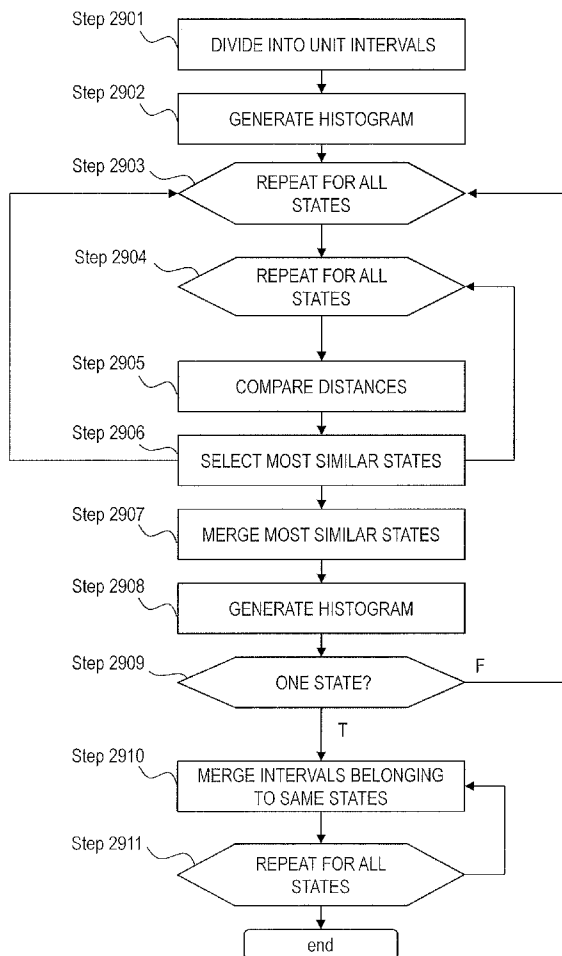 Step 2901
DIVIDE INTO UNIT INTERVALS
Step 2902
GENERATE HISTOGRAM
Step 2903
REPEAT FOR ALL
STATES
Step 2904
REPEAT FOR ALL
STATES
Step 2905
COMPARE DISTANCES
Step 2906
SELECT MOST SIMILAR STATES
Step 2907
MERGE MOST SIMILAR STATES
Step 2908
GENERATE HISTOGRAM
Step 2909
ONE STATE?
F
T
Step 2910
MERGE INTERVALS BELONGING
TO SAME STATES
Step 2911
REPEAT FOR ALL
STATES
end